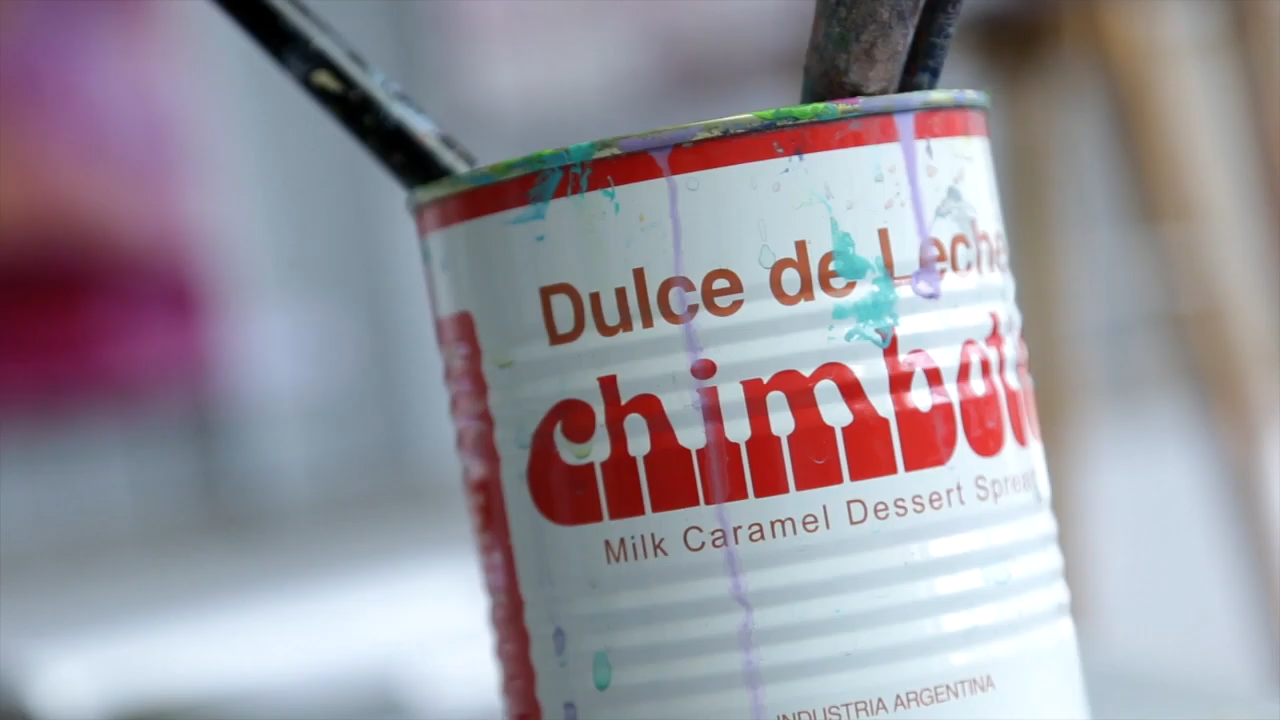 Dulce de Leche
chimbote
Milk Caramel Dessert Spread
INDUSTRIA ARGENTINA